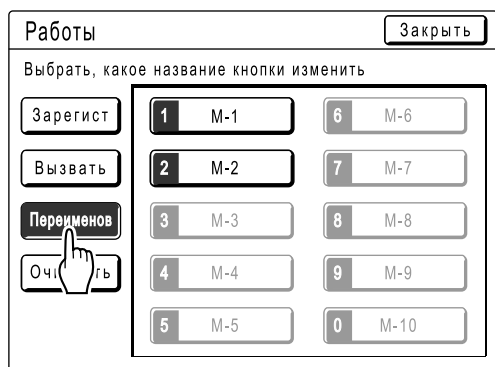 Работы
Закрыть
Выбрать, какое название кнопки изменить
Зарегист
1 М-1
6 М-6
Вызвать
2 М-2
7 М-7
Переименов
3 М-3
8 М-8
4 М-4
9 М-9
5 М-5
0 М-10